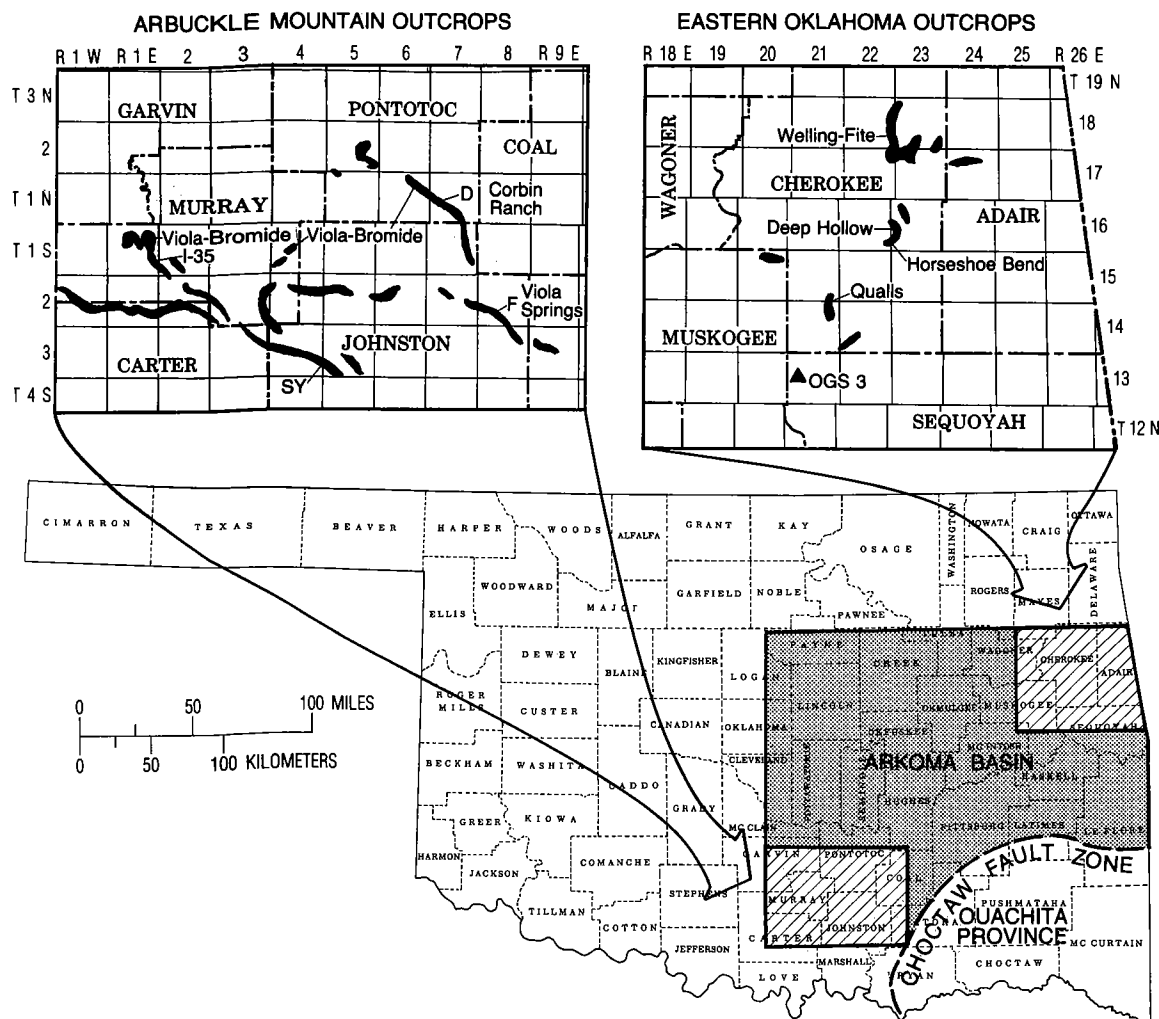 ARBUCKLE MOUNTAIN OUTCROPS
R 1 W R 1 E 2 3 4 5 6 7 8 R 9 E
T 3 N
2
T 1 N
T 1 S
2
3
T 4 S
GARVIN
PONTOTOC
COAL
MURRAY
D Corbin
Ranch
Viola-Bromide
I-35
Viola-Bromide
Viola
F Springs
JOHNSTON
CARTER
SY
EASTERN OKLAHOMA OUTCROPS
R 18 E 19 20 21 22 23 24 25 R 26 E
T 19 N
18
17
16
15
14
13
T 12 N
WAGONER
Welling-Fite
CHEROKEE
ADAIR
Deep Hollow
Horseshoe Bend
Qualls
MUSKOGEE
OGS 3
SEQUOYAH
CIMARRON
TEXAS
BEAVER
HARPER
WOODS
ALFALFA
GRANT
KAY
OSAGE
WASHINGTON
NOWATA
CRAIG
OTTAWA
WOODWARD
GARFIELD
NOBLE
PAWNEE
ROGERS
MAYES
DELAWARE
ELLIS
MAJOR
DEWEY
BLAINE
KINGFISHER
LOGAN
PAYNE
CREEK
WAGONER
CHEROKEE
ADAIR
ROGER
MILLS
CUSTER
CANADIAN
OKLAHOMA
LINCOLN
OKFUSKEE
OKMULGEE
MUSKOGEE
SEQUOYAH
0 50 100 MILES
0 50 100 KILOMETERS
BECKHAM
WASHITA
CADDO
GRADY
CLEVELAND
POTTAWATOMIE
SEMINOLE
HUGHES
MCINTOSH
HASKELL
ARKOMA BASIN
GREER
KIOWA
MC CLAIN
PITTSBURG
LATIMER
LE FLORE
HARMON
JACKSON
COMANCHE
STEPHENS
GARVIN
PONTOTOC
COAL
MURRAY
TILLMAN
COTTON
JEFFERSON
CARTER
JOHNSTON
LOVE
MARSHALL
CHOCTAW FAULT ZONE
PUSHMATAHA
OUACHITA
PROVINCE
MC CURTAIN
CHOCTAW